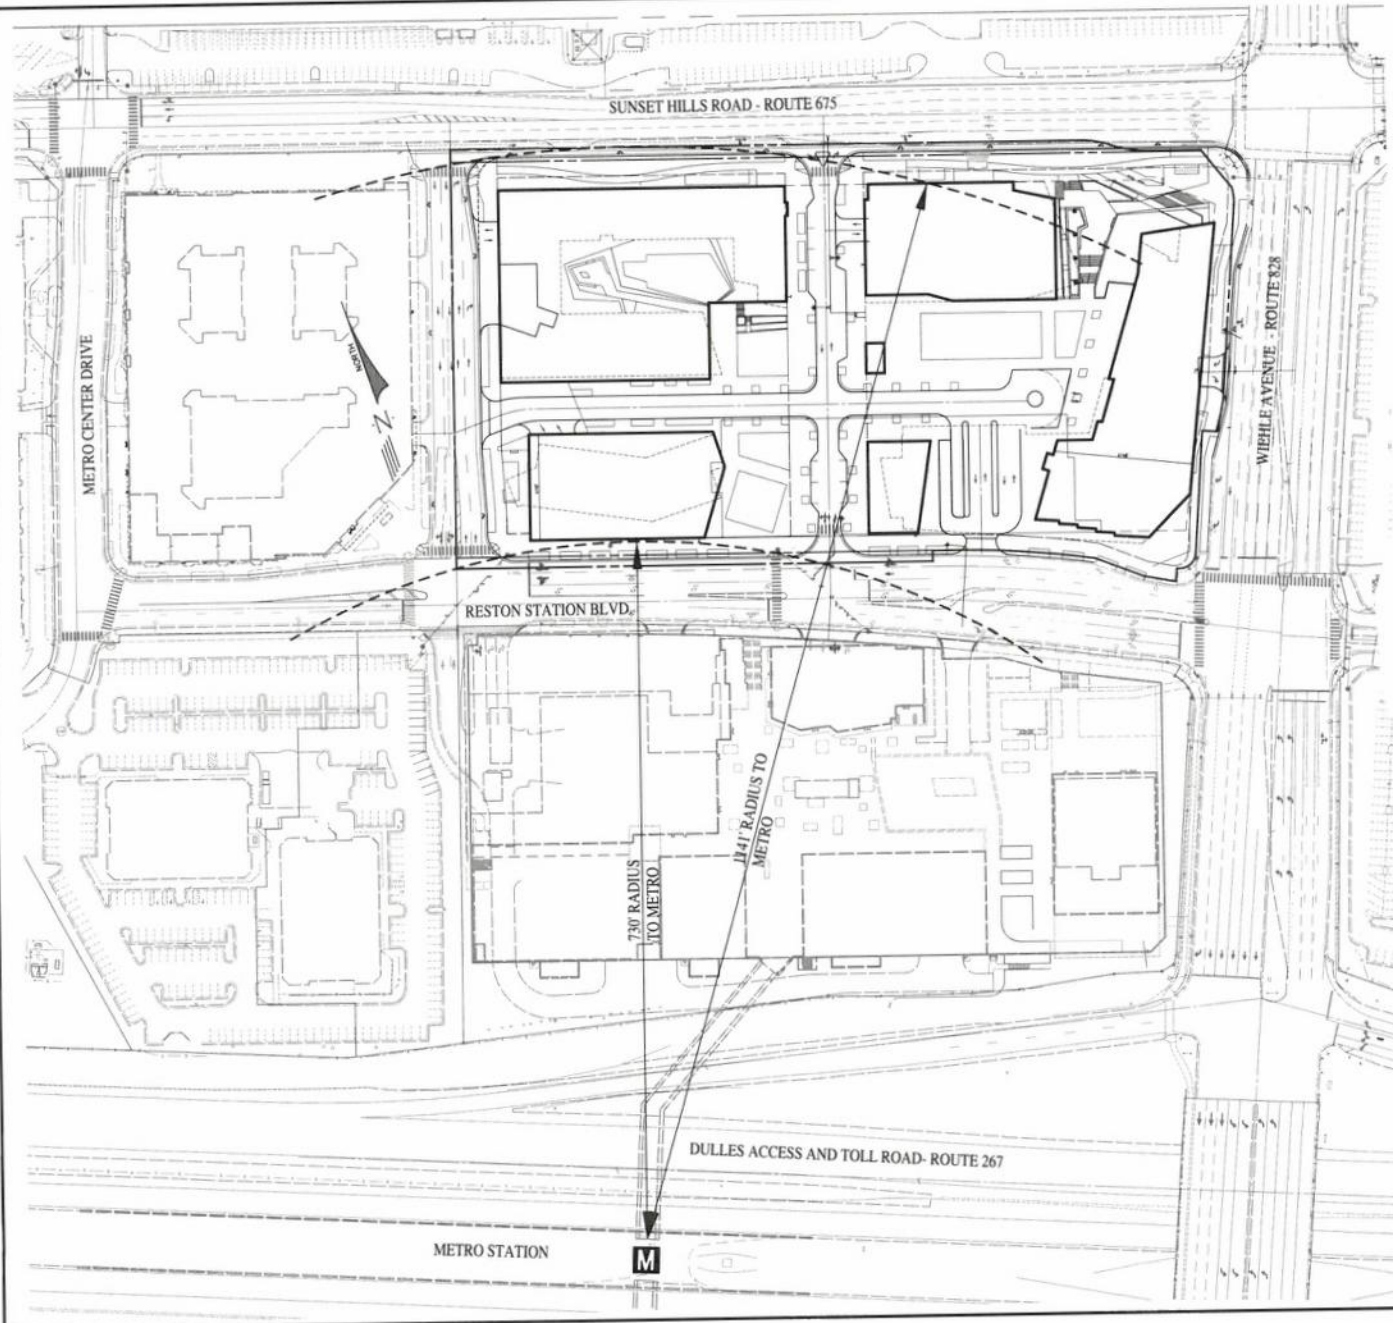 SUNSET HILLS ROAD - ROUTE 675
METRO CENTER DRIVE
NORTH
N
WIEHLE AVENUE - ROUTE 828
RESTON STATION BLVD.
1141' RADIUS TO
METRO
730' RADIUS
TO METRO
DULLES ACCESS AND TOLL ROAD- ROUTE 267
METRO STATION
M